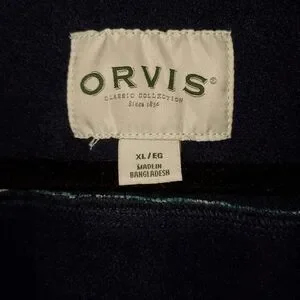 ORVIS®
CLASSIC COLLECTION
Since 1856
XL/EG
MADE IN
BANGLADESH